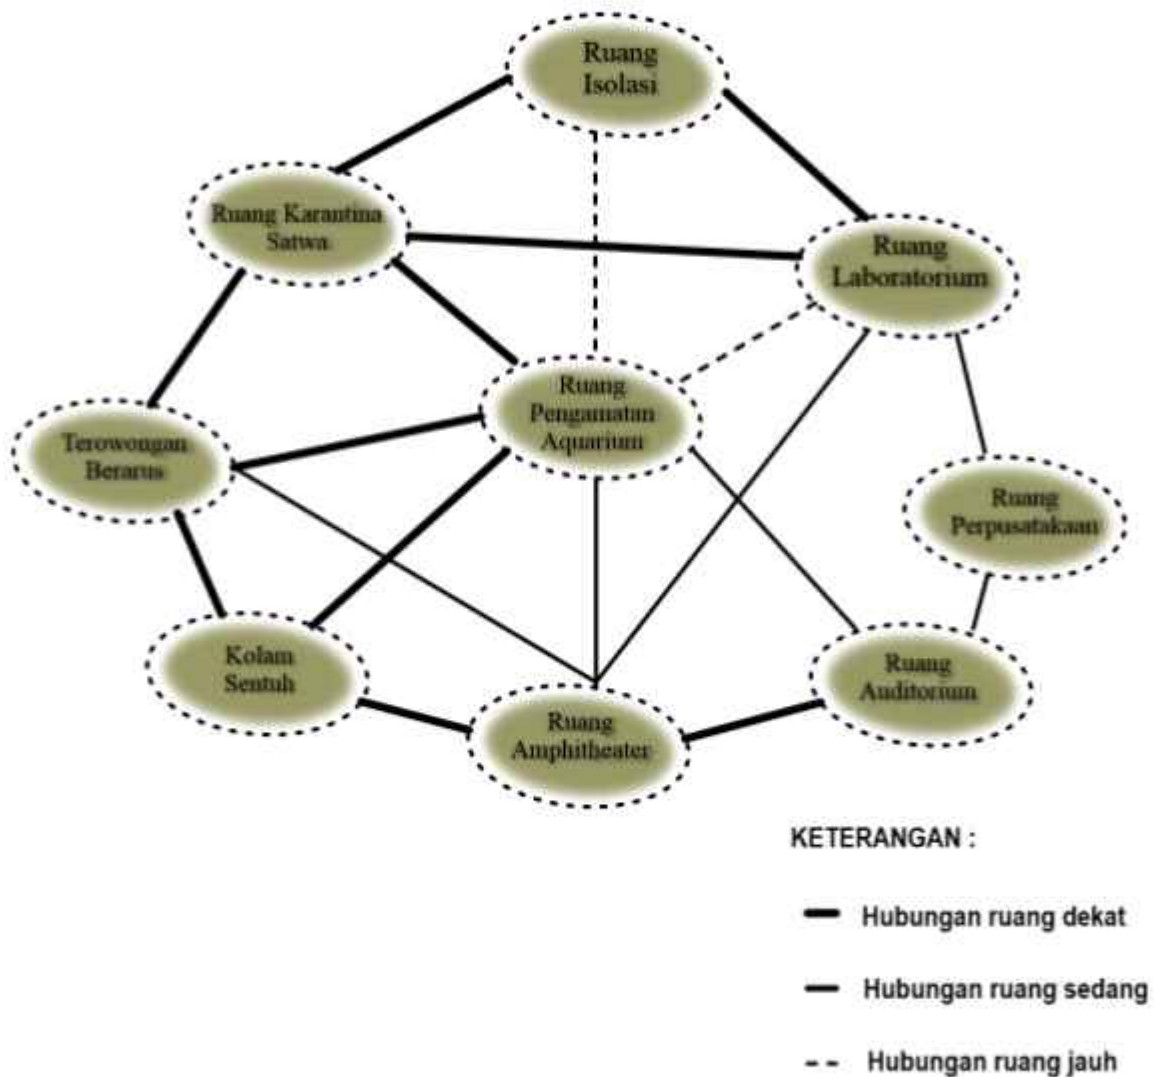 Ruang
Isolasi
Ruang Karantina
Satwa
Ruang
Laboratorium
Ruang
Pengamatan
Aquarium
Terowongan
Berarus
Ruang
Perpusatakaan
Kolam
Sentuh
Ruang
Auditorium
Ruang
Amphitheater
KETERANGAN :
Hubungan ruang dekat
Hubungan ruang sedang
Hubungan ruang jauh